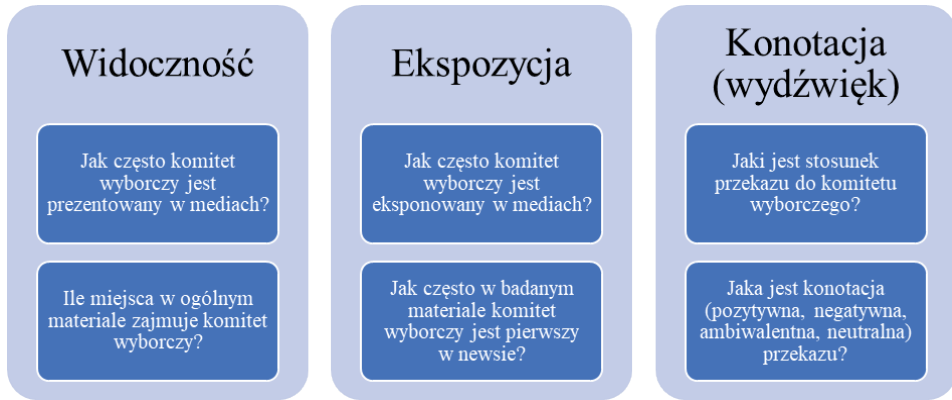 Widoczność
Jak często komitet
wyborczy jest
prezentowany w mediach?
Ile miejsca w ogólnym
materiale zajmuje komitet
wyborczy?
Ekspozycja
Jak często komitet
wyborczy jest
eksponowany w mediach?
Jak często w badanym
materiale komitet
wyborczy jest pierwszy
w newsie?
Konotacja
(wydźwięk)
Jaki jest stosunek
przekazu do komitetu
wyborczego?
Jaka jest konotacja
(pozytywna, negatywna,
ambiwalentna, neutralna)
przekazu?